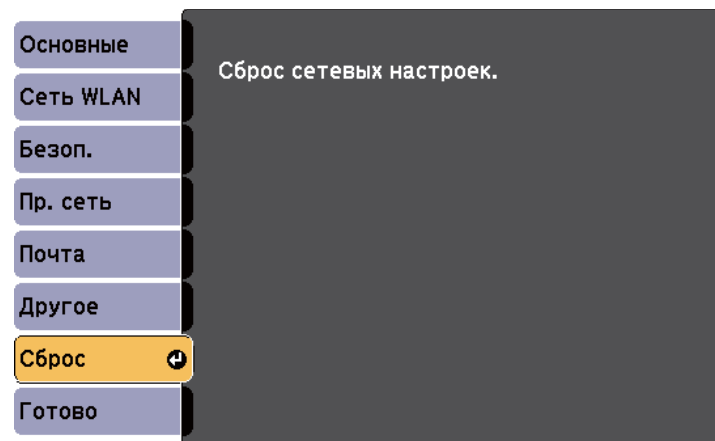 Основные
Сеть WLAN
Безоп.
Пр. сеть
Почта
Другое
Сброс
Готово
Сброс сетевых настроек.